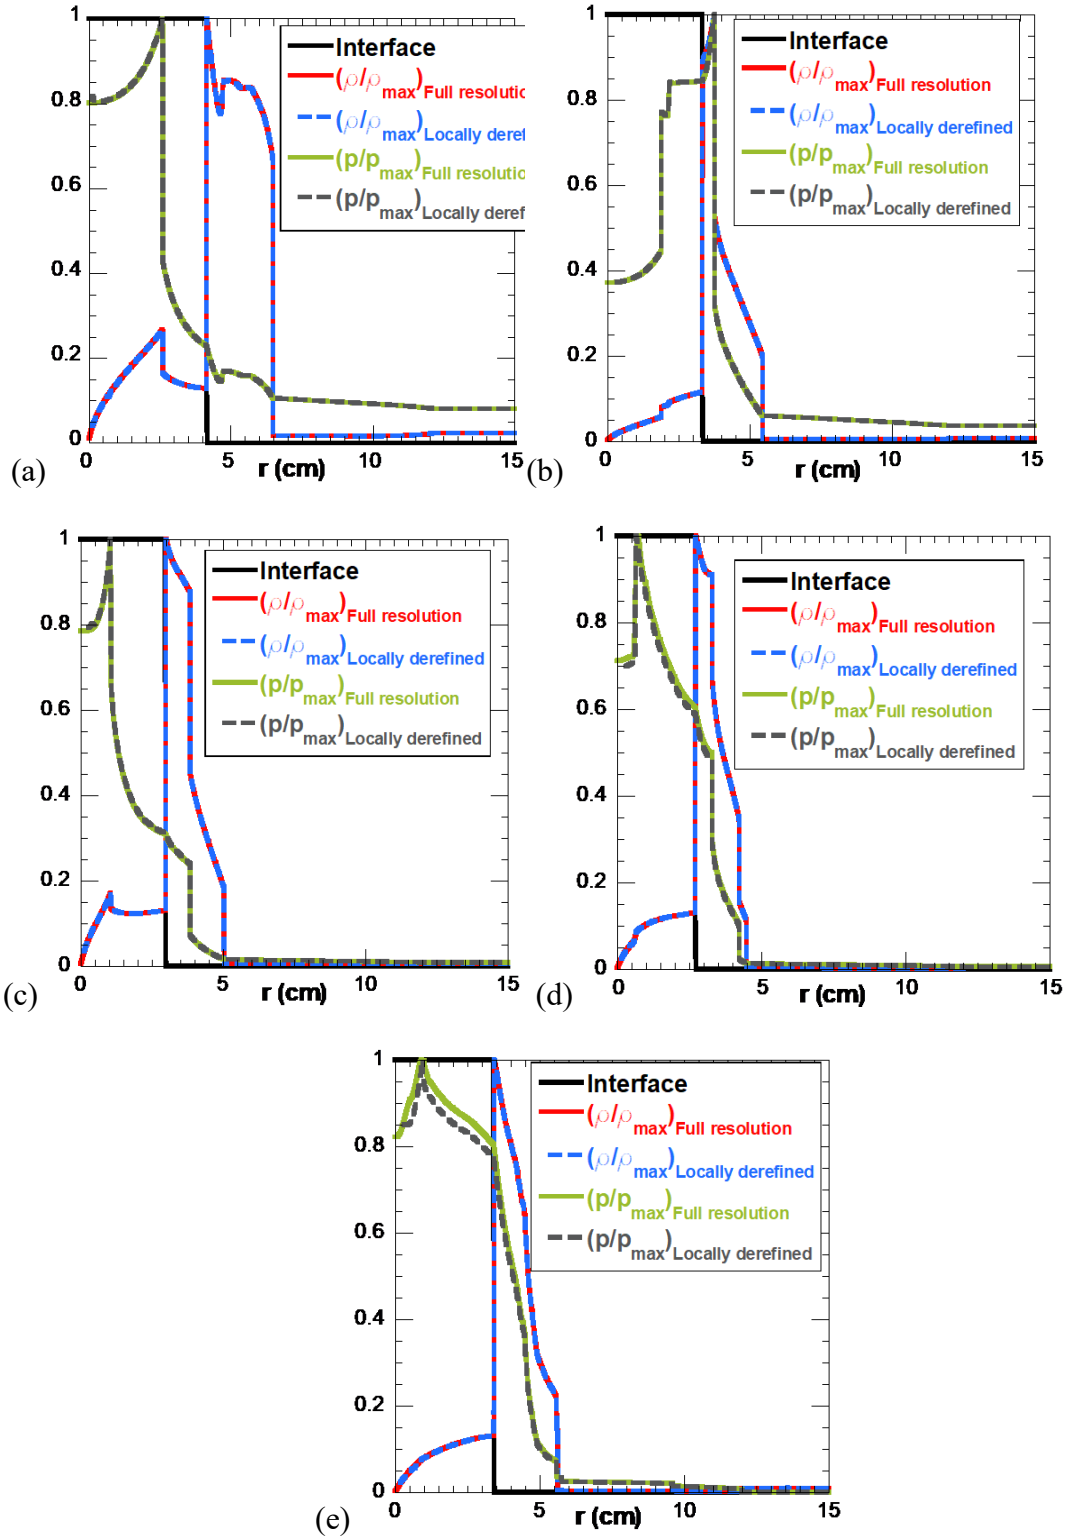 1
0.8
0.6
0.4
0.2
0
0
5
10
15
r (cm)
Interface
(ρ/ρmax)Full resolutio
(ρ/ρmax)Locally deref
(p/pmax)Full resolutio
(p/pmax)Locally deref
(a)
1
0.8
0.6
0.4
0.2
0
0
5
10
15
r (cm)
Interface
(ρ/ρmax)Full resolution
(ρ/ρmax)Locally derefined
(p/pmax)Full resolution
(p/pmax)Locally derefined
(b)
1
0.8
0.6
0.4
0.2
0
0
5
10
15
r (cm)
Interface
(ρ/ρmax)Full resolution
(ρ/ρmax)Locally derefined
(p/pmax)Full resolution
(p/pmax)Locally derefined
(c)
1
0.8
0.6
0.4
0.2
0
0
5
10
15
r (cm)
Interface
(ρ/ρmax)Full resolution
(ρ/ρmax)Locally derefined
(p/pmax)Full resolution
(p/pmax)Locally derefined
(d)
1
0.8
0.6
0.4
0.2
0
0
5
10
15
r (cm)
Interface
(ρ/ρmax)Full resolution
(ρ/ρmax)Locally derefined
(p/pmax)Full resolution
(p/pmax)Locally derefined
(e)